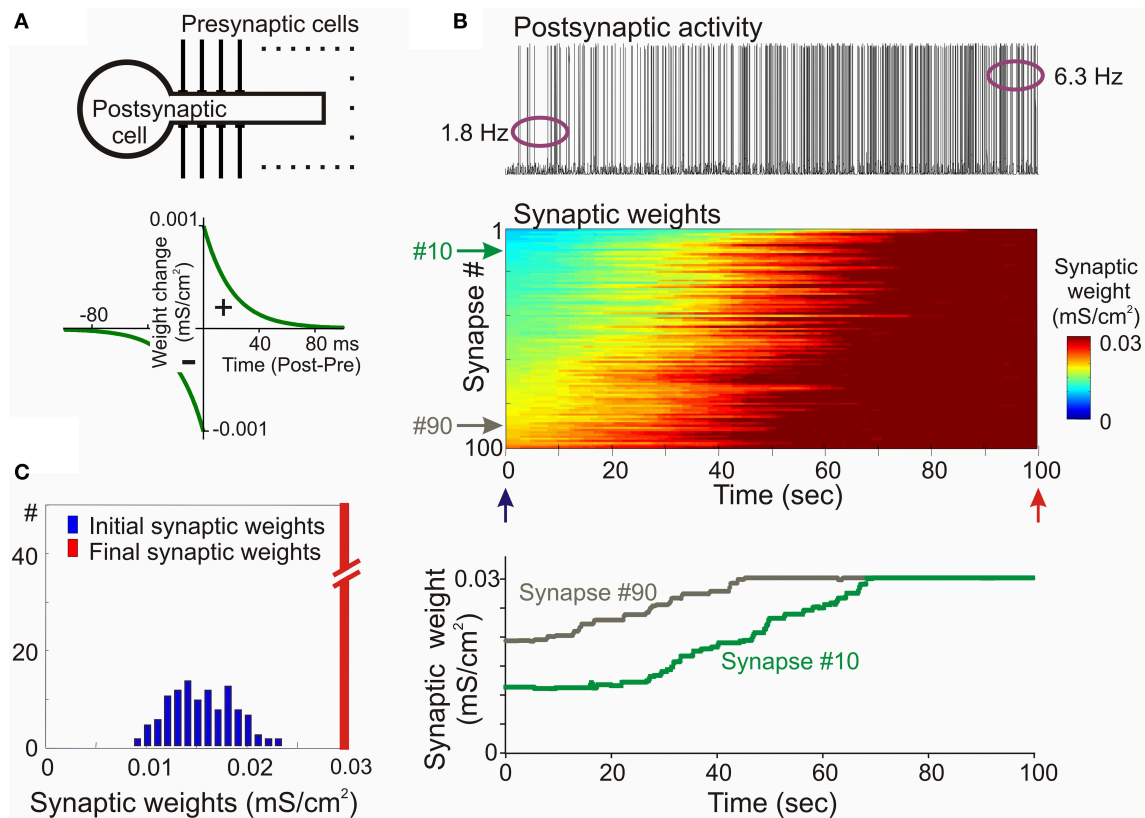 A
Presynaptic cells
Postsynaptic
cell
0.001
Weight change
(mS/cm²)
-80
+
-
40
80 ms
Time (Post-Pre)
-0.001
B
Postsynaptic activity
1.8 Hz
6.3 Hz
Synaptic weights
1
#10
Synapse #
#90
100
0
20
40
60
80
100
Time (sec)
Synaptic
weight
(mS/cm²)
0.03
0
C
#
40
20
0
Initial synaptic weights
Final synaptic weights
0
0.01
0.02
0.03
Synaptic weights (mS/cm²)
Synaptic weight
(mS/cm²)
0.03
0
Synapse #90
Synapse #10
0
20
40
60
80
100
Time (sec)